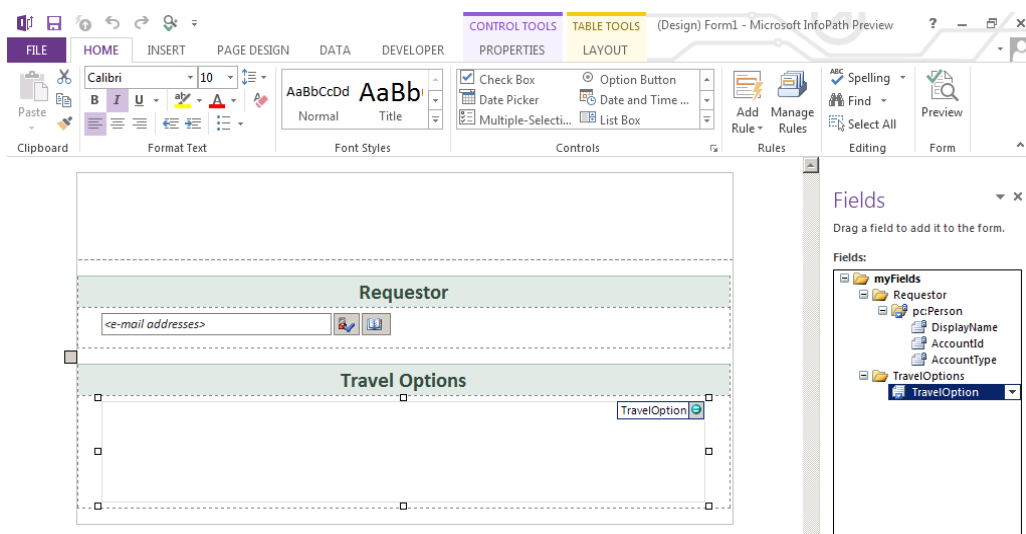 CONTROL TOOLS TABLE TOOLS (Design) Form1 - Microsoft InfoPath Preview ?
FILE HOME INSERT PAGE DESIGN DATA DEVELOPER PROPERTIES LAYOUT
Calibri 10 AaBbCcDd AaBb Check Box Option Button ABC Spelling
Paste B I U ab A Normal Title Date Picker Date and Time ... Add Rule Manage Rules Find Preview
Multiple-Selecti... List Box Select All
Clipboard Format Text Font Styles Controls Rules Editing Form
Fields
Drag a field to add it to the form.
Fields:
Requestor
<e-mail addresses>
Travel Options
TravelOption
myFields
Requestor
pcPerson
DisplayName
AccountId
AccountType
TravelOptions
TravelOption